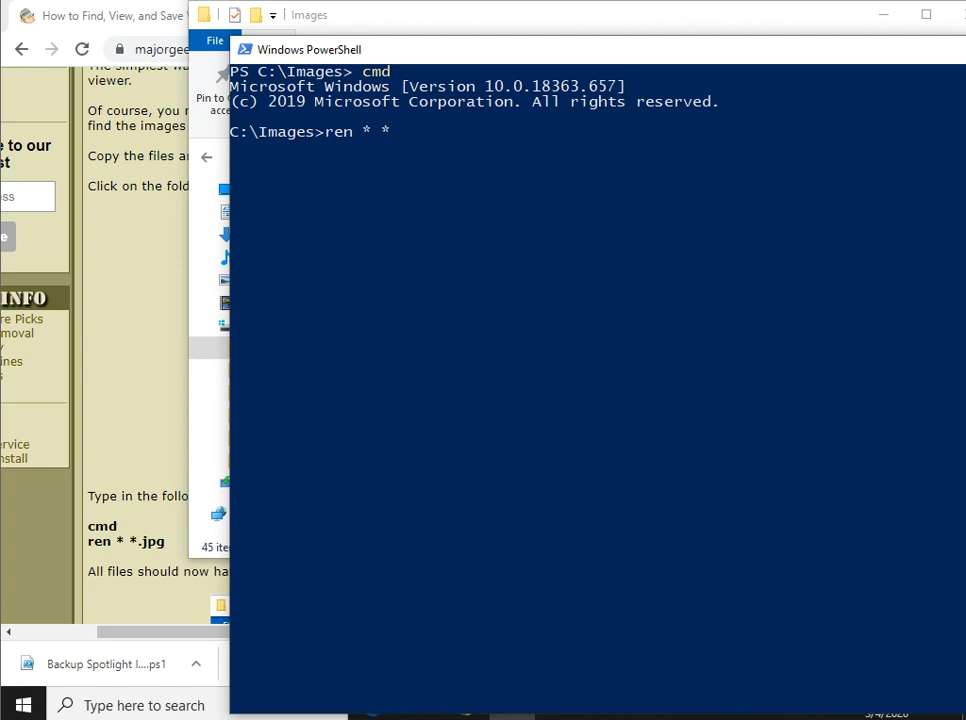 How to Find, View, and Save
Images
majorgee
File
Windows PowerShell
PS C:\Images> cmd
Microsoft Windows [Version 10.0.18363.657]
(c) 2019 Microsoft Corporation. All rights reserved.
C:\Images>ren * *
Pin to
acce
viewer.
Of course, you
find the images
Copy the files a
Click on the fold
e to our
st
ess
e
INFO
re Picks
moval
y
ines
s
ervice
nstall
Type in the follo
cmd
ren * *.jpg
45 ite
All files should now ha
Backup Spotlight I....ps1
Type here to search